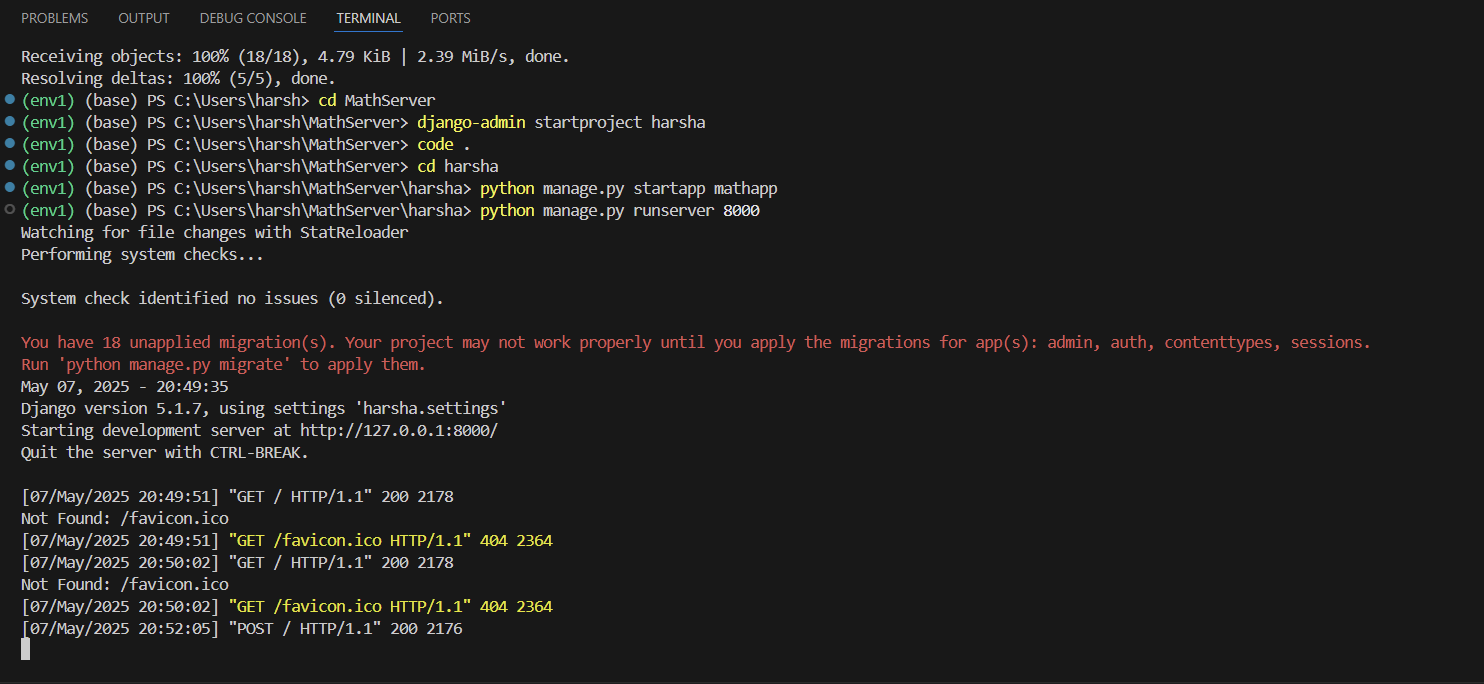 PROBLEMS OUTPUT DEBUG CONSOLE TERMINAL PORTS
Receiving objects: 100% (18/18), 4.79 KiB | 2.39 MiB/s, done.
Resolving deltas: 100% (5/5), done.
(env1) (base) PS C:\Users\harsh> cd MathServer
(env1) (base) PS C:\Users\harsh\MathServer> django-admin startproject harsha
(env1) (base) PS C:\Users\harsh\MathServer> code .
(env1) (base) PS C:\Users\harsh\MathServer> cd harsha
(env1) (base) PS C:\Users\harsh\MathServer\harsha> python manage.py startapp mathapp
(env1) (base) PS C:\Users\harsh\MathServer\harsha> python manage.py runserver 8000
Watching for file changes with StatReloader
Performing system checks...
System check identified no issues (0 silenced).
You have 18 unapplied migration(s). Your project may not work properly until you apply the migrations for app(s): admin, auth, contenttypes, sessions.
Run 'python manage.py migrate' to apply them.
May 07, 2025 - 20:49:35
Django version 5.1.7, using settings 'harsha.settings'
Starting development server at http://127.0.0.1:8000/
Quit the server with CTRL-BREAK.
[07/May/2025 20:49:51] "GET / HTTP/1.1" 200 2178
Not Found: /favicon.ico
[07/May/2025 20:49:51] "GET /favicon.ico HTTP/1.1" 404 2364
[07/May/2025 20:50:02] "GET / HTTP/1.1" 200 2178
Not Found: /favicon.ico
[07/May/2025 20:50:02] "GET /favicon.ico HTTP/1.1" 404 2364
[07/May/2025 20:52:05] "POST / HTTP/1.1" 200 2176